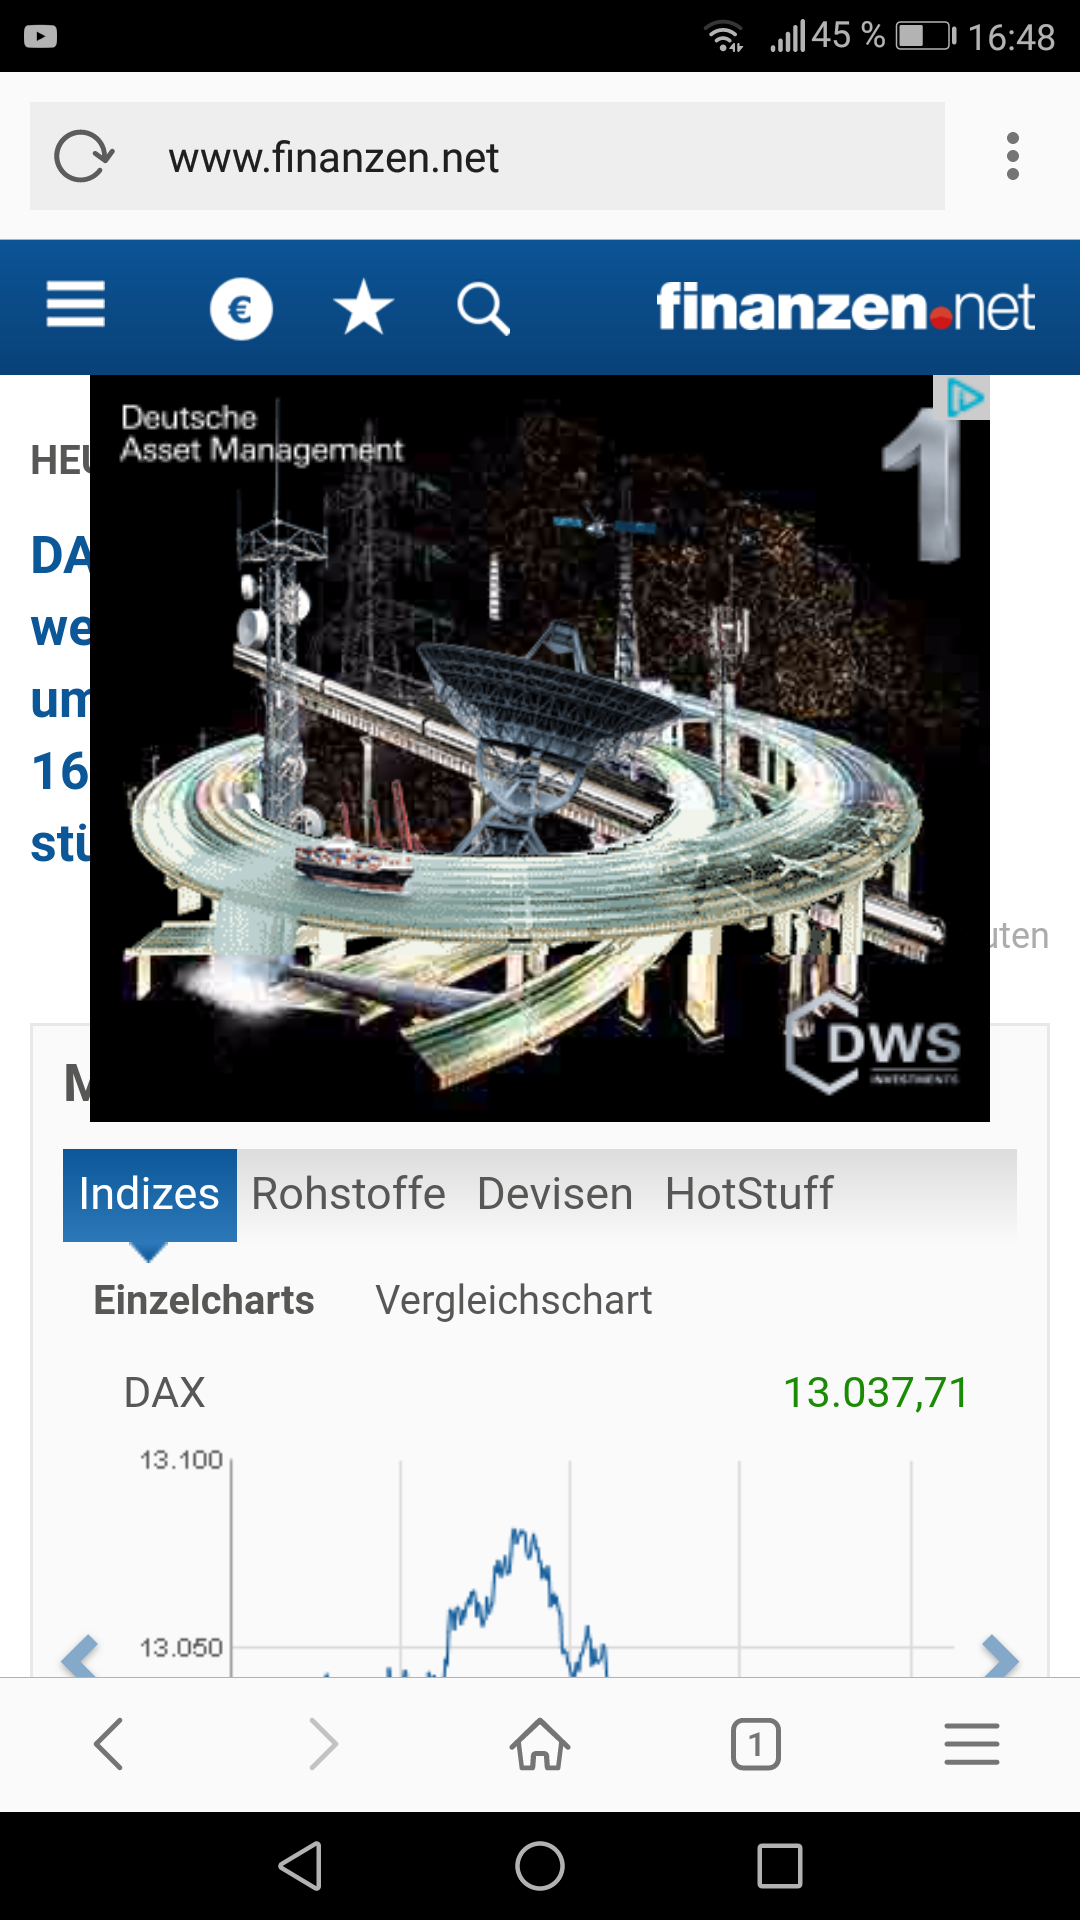 45 % 16:48
www.finanzen.net
€ finanzen.net
Deutsche
Asset Management
1
HEU
DA
we
um
16
stü
uten
DWS
INVESTMENTS
M
Indizes Rohstoffe Devisen HotStuff
Einzelcharts Vergleichschart
DAX 13.037,71
13.100
13.050
1